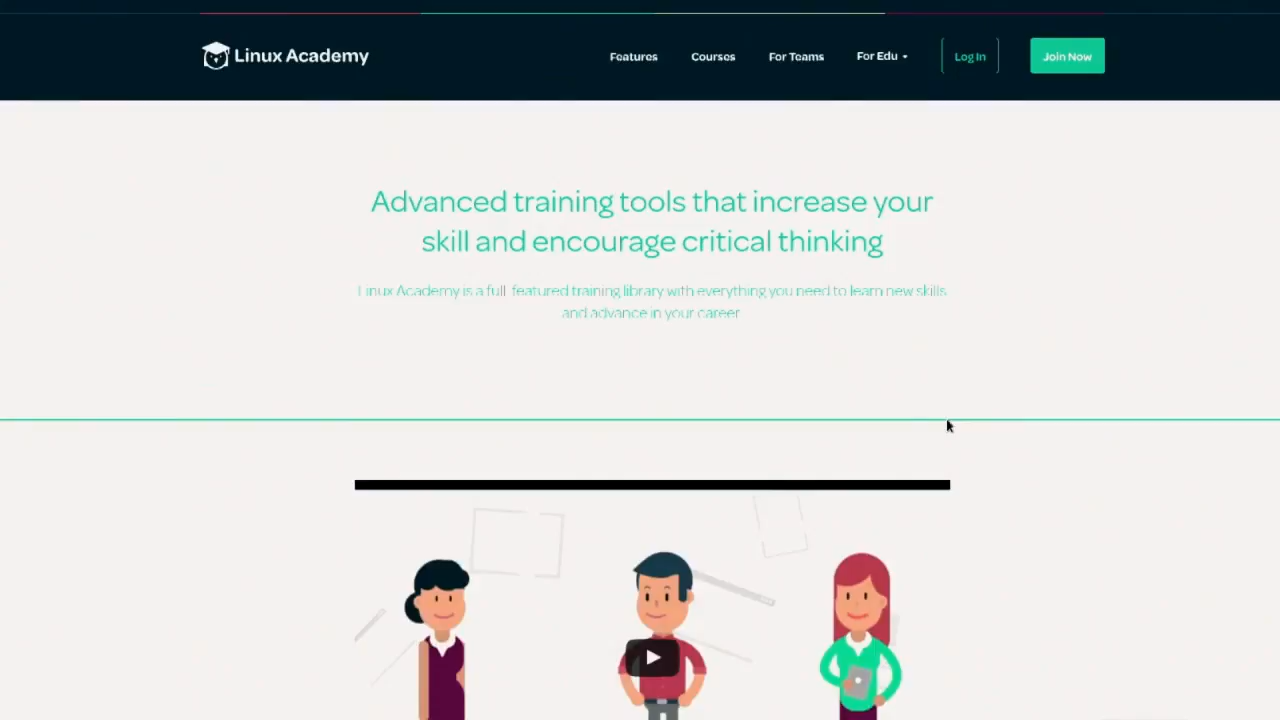 Linux Academy
Features
Courses
For Teams
For Edu
Log In
Join Now
Advanced training tools that increase your
skill and encourage critical thinking
Linux Academy is a full featured training library with everything you need to learn new skills
and advance in your career